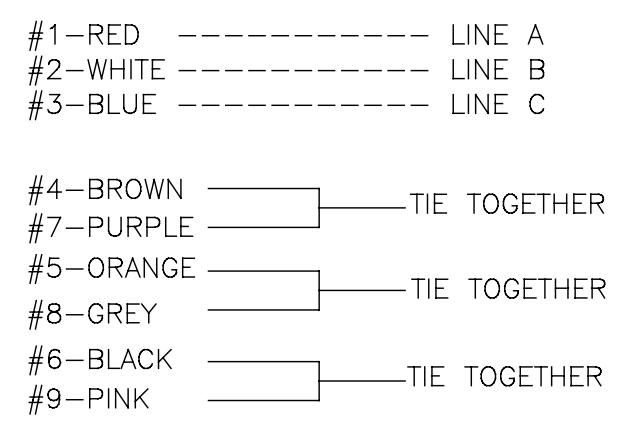 #1-RED ----------- LINE A
#2-WHITE ----------- LINE B
#3-BLUE ----------- LINE C
#4-BROWN
TIE TOGETHER
#7-PURPLE
#5-ORANGE
TIE TOGETHER
#8-GREY
#6-BLACK
TIE TOGETHER
#9-PINK